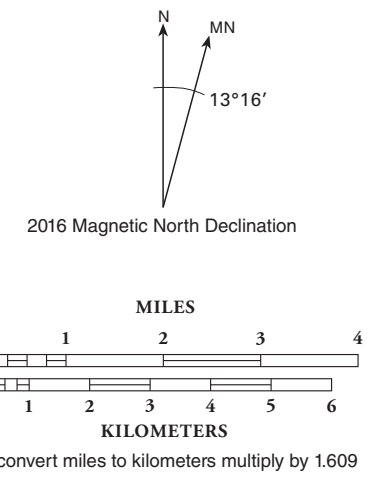 N
MN
13°16′
2016 Magnetic North Declination
MILES
1 2 3 4
1 2 3 4 5 6
KILOMETERS
convert miles to kilometers multiply by 1.609